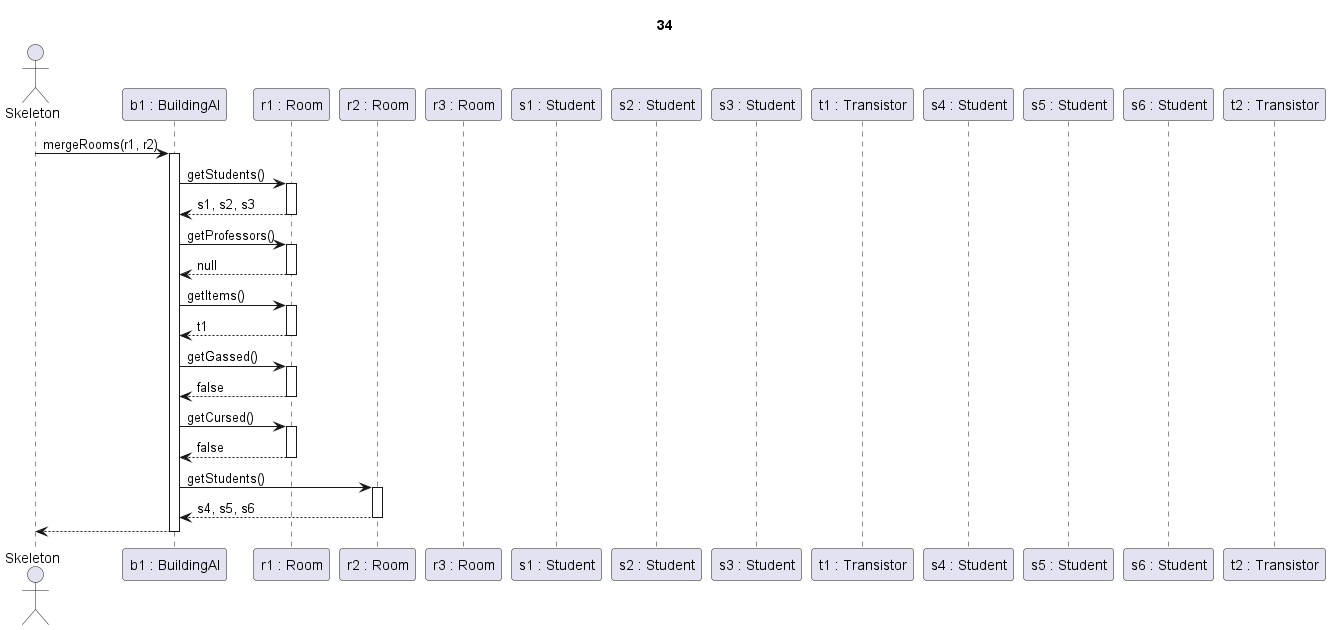 34
Skeleton
b1 : BuildingAI
r1 : Room
r2 : Room
r3 : Room
s1 : Student
s2 : Student
s3 : Student
t1 : Transistor
s4 : Student
s5 : Student
s6 : Student
t2 : Transistor
mergeRooms(r1, r2)
getStudents()
s1, s2, s3
getProfessors()
null
getItems()
t1
getGassed()
false
getCursed()
false
getStudents()
s4, s5, s6
Skeleton
b1 : BuildingAI
r1 : Room
r2 : Room
r3 : Room
s1 : Student
s2 : Student
s3 : Student
t1 : Transistor
s4 : Student
s5 : Student
s6 : Student
t2 : Transistor